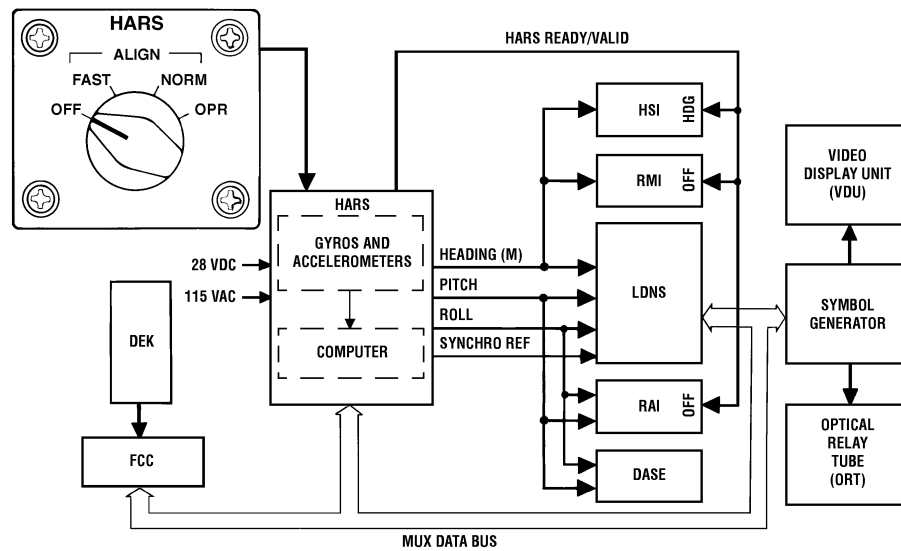 HARS
ALIGN
FAST
NORM
OFF
OPR
HARS READY/VALID
HSI
HDG
RMI
OFF
VIDEO
DISPLAY UNIT
(VDU)
HARS
GYROS AND
ACCELEROMETERS
28 VDC
115 VAC
COMPUTER
HEADING (M)
PITCH
ROLL
SYNCHRO REF
LDNS
SYMBOL
GENERATOR
DEK
FCC
RAI
OFF
DASE
OPTICAL
RELAY
TUBE
(ORT)
MUX DATA BUS